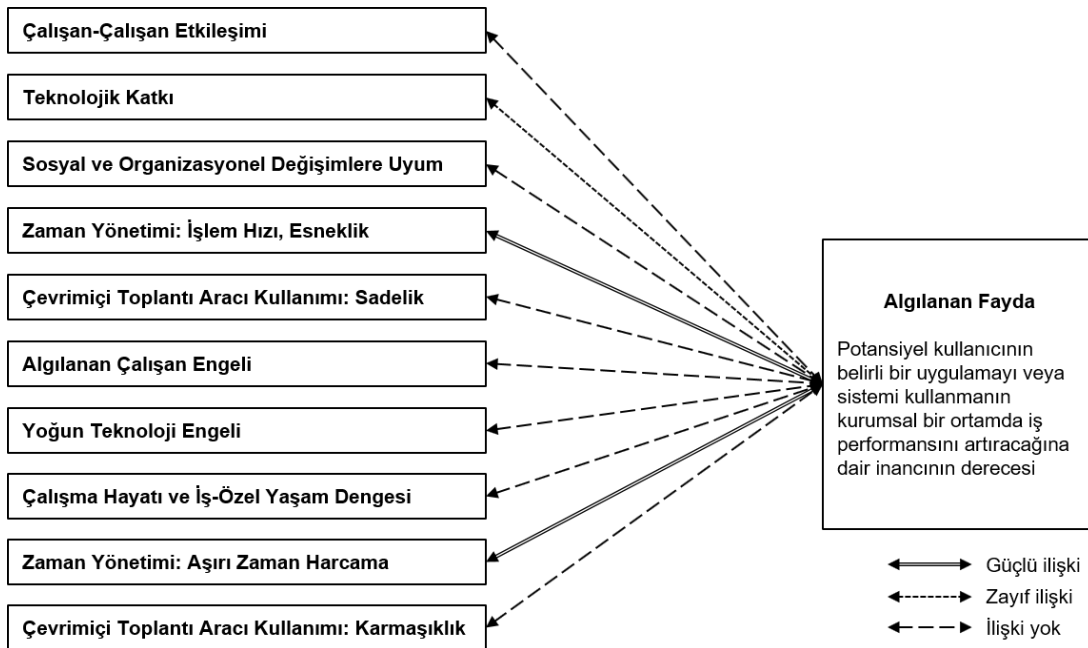 Çalışan-Çalışan Etkileşimi
Teknolojik Katkı
Sosyal ve Organizasyonel Değişimlere Uyum
Zaman Yönetimi: İşlem Hızı, Esneklik
Çevrimiçi Toplantı Aracı Kullanımı: Sadelik
Algılanan Çalışan Engeli
Yoğun Teknoloji Engeli
Çalışma Hayatı ve İş-Özel Yaşam Dengesi
Zaman Yönetimi: Aşırı Zaman Harcama
Çevrimiçi Toplantı Aracı Kullanımı: Karmaşıklık
Algılanan Fayda
Potansiyel kullanıcının
belirli bir uygulamayı veya
sistemi kullanmanın
kurumsal bir ortamda iş
performansını artıracağına
dair inancının derecesi
Güçlü ilişki
Zayıf ilişki
İlişki yok